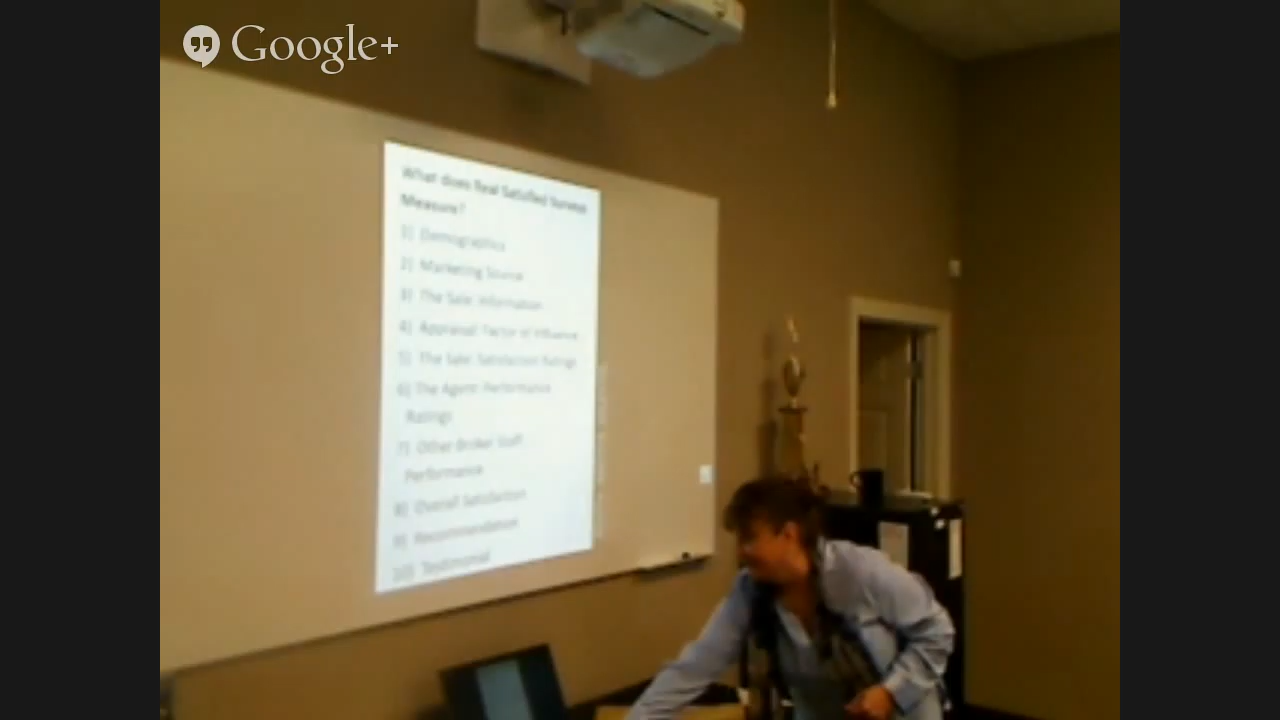 Google+
What does Real Satisfied Surveys
Measure?
1) Demographics
2) Marketing Source
3) The Sale: Information
4) Appraisal: Factor of Influence
5) The Sale: Satisfaction Ratings
6) The Agent: Performance
Ratings
7) Other Broker Staff
Performance
8) Overall Satisfaction
9) Recommendation
10) Testimonial